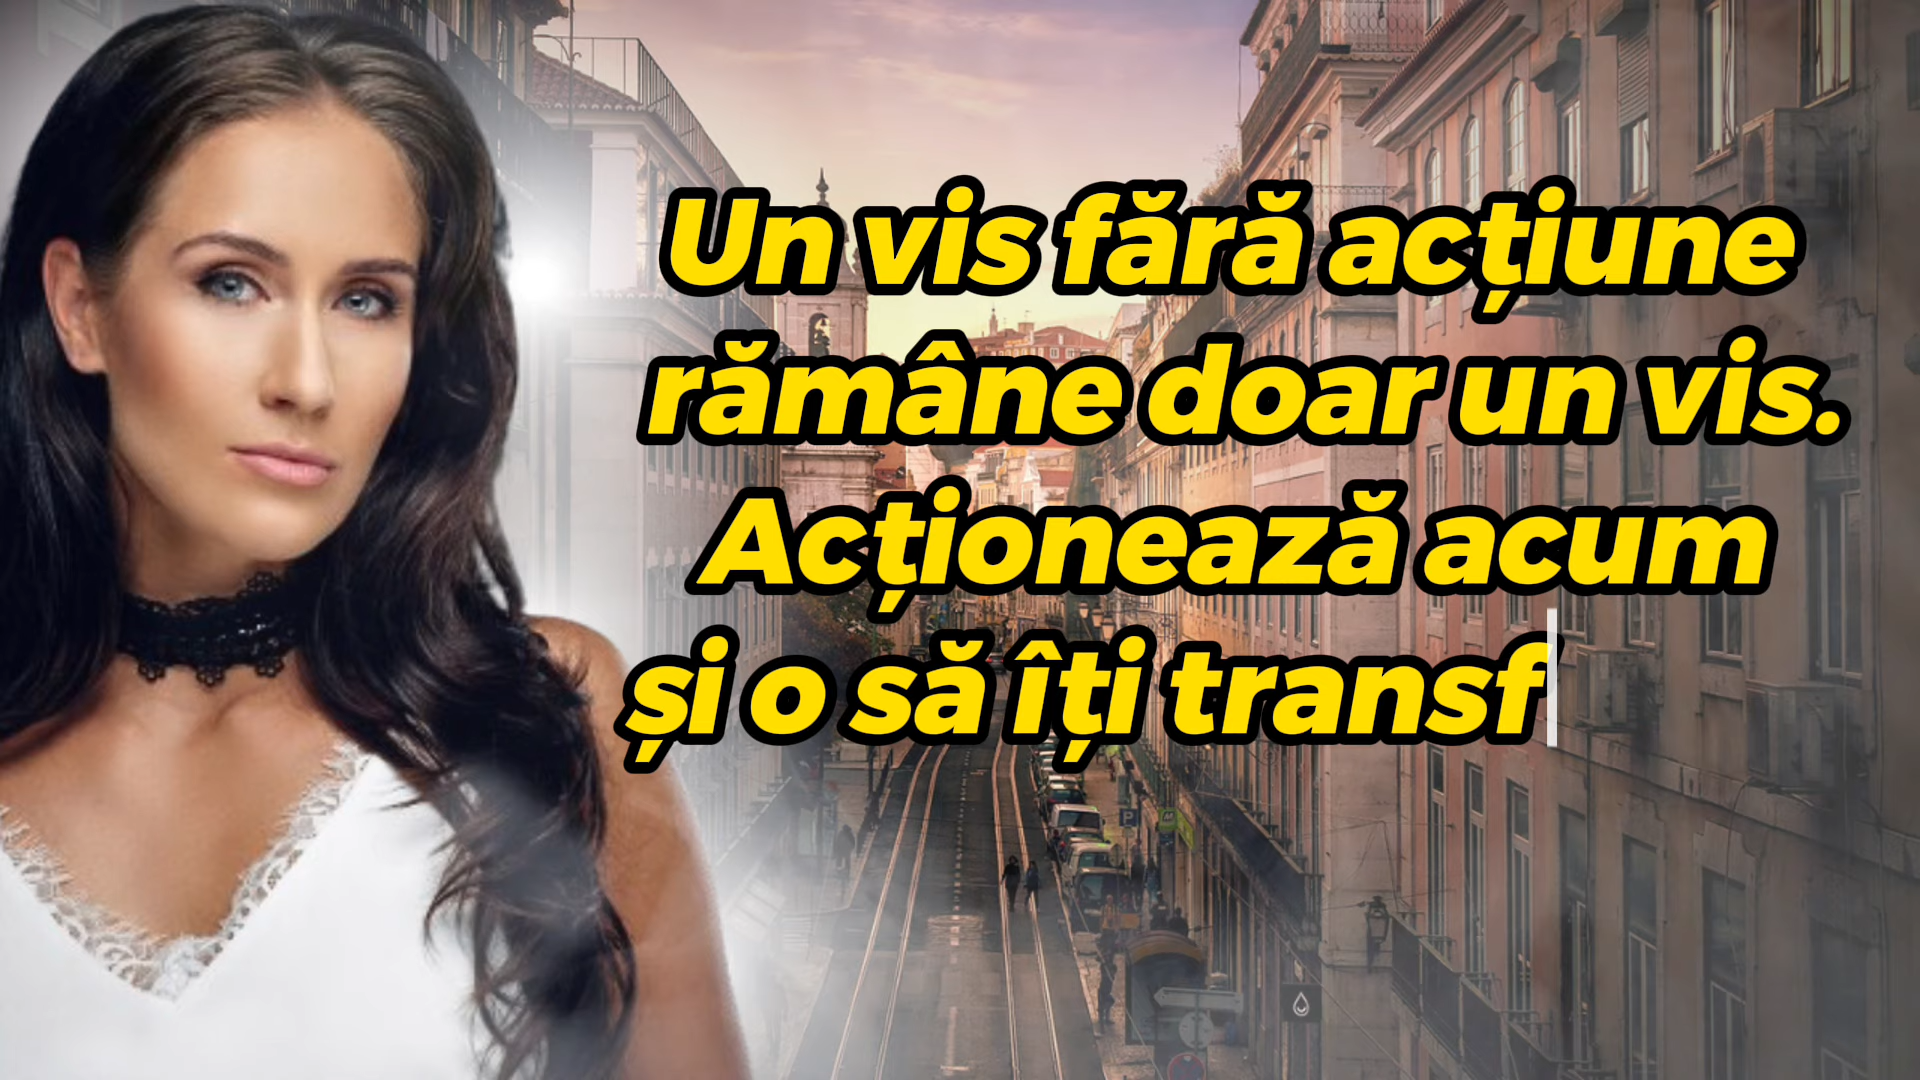 Un vis fără acțiune
rămâne doar un vis.
Acționează acum
și o să îți transf
P
M